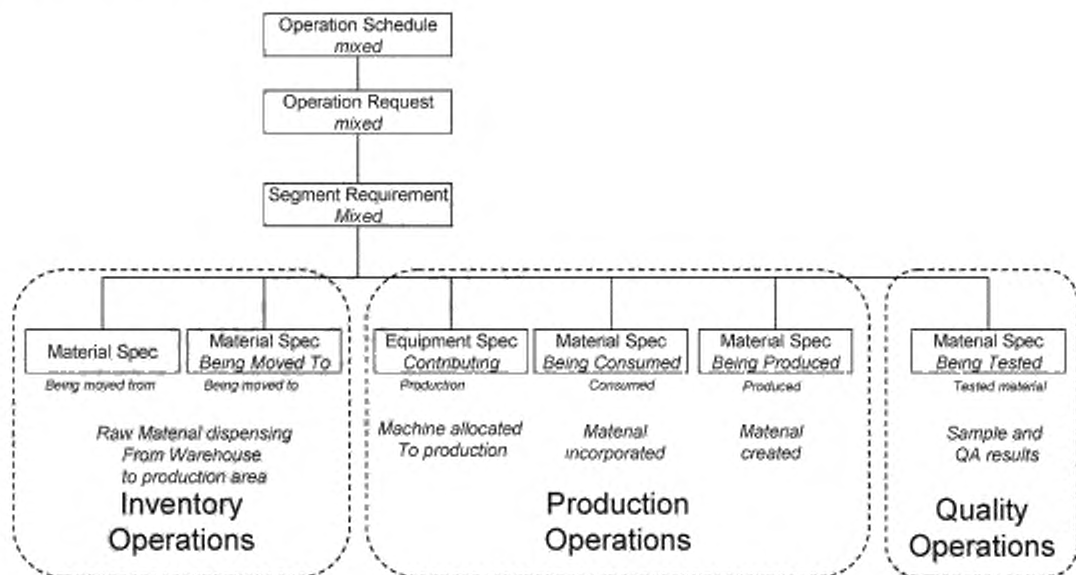 Operation Schedule
mixed
Operation Request
mixed
Segment Requirement
Mixed
Material Spec
Being moved from
Material Spec
Being Moved To
Being moved to
Raw Material dispensing
From Warehouse
to production area
Inventory
Operations
Equipment Spec
Contributing
Production
Machine allocated
To production
Material Spec
Being Consumed
Consumed
Material
incorporated
Material Spec
Being Produced
Produced
Material
created
Production
Operations
Material Spec
Being Tested
Tested material
Sample and
QA results
Quality
Operations